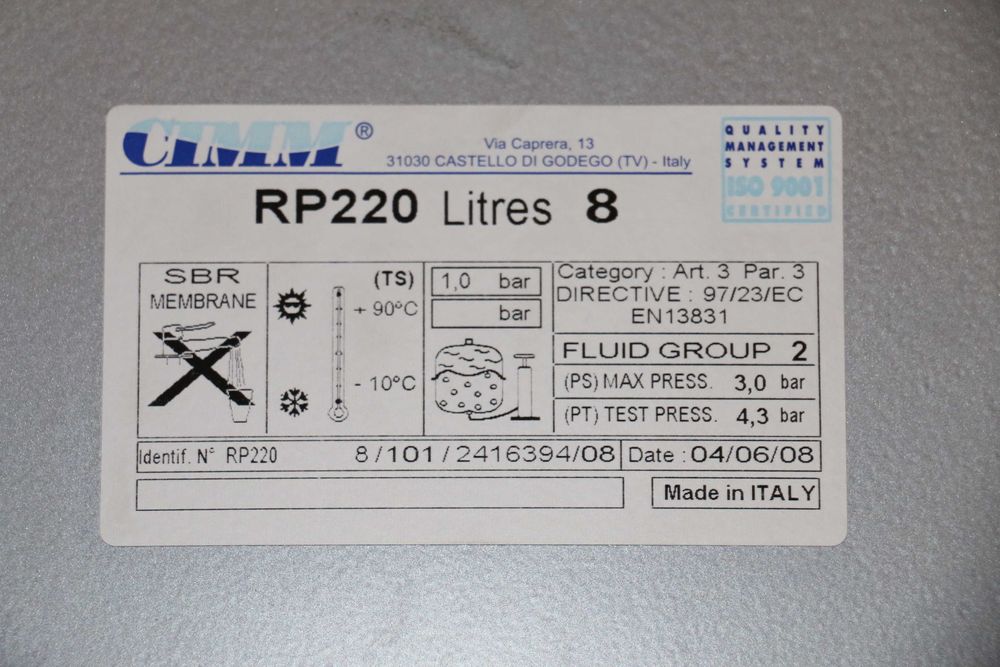 CIMM ®
Via Caprera, 13
31030 CASTELLO DI GODEGO (TV) - Italy
QUALITY
MANAGEMENT
SYSTEM
ISO 9001
CERTIFIED
RP220 Litres 8
SBR
MEMBRANE
(TS)
+ 90°C
- 10°C
1,0 bar
bar
Category : Art. 3 Par. 3
DIRECTIVE : 97/23/EC
EN13831
FLUID GROUP 2
(PS) MAX PRESS. 3,0 bar
(PT) TEST PRESS. 4,3 bar
Identif. N° RP220 8/101/2416394/08 Date : 04/06/08
Made in ITALY